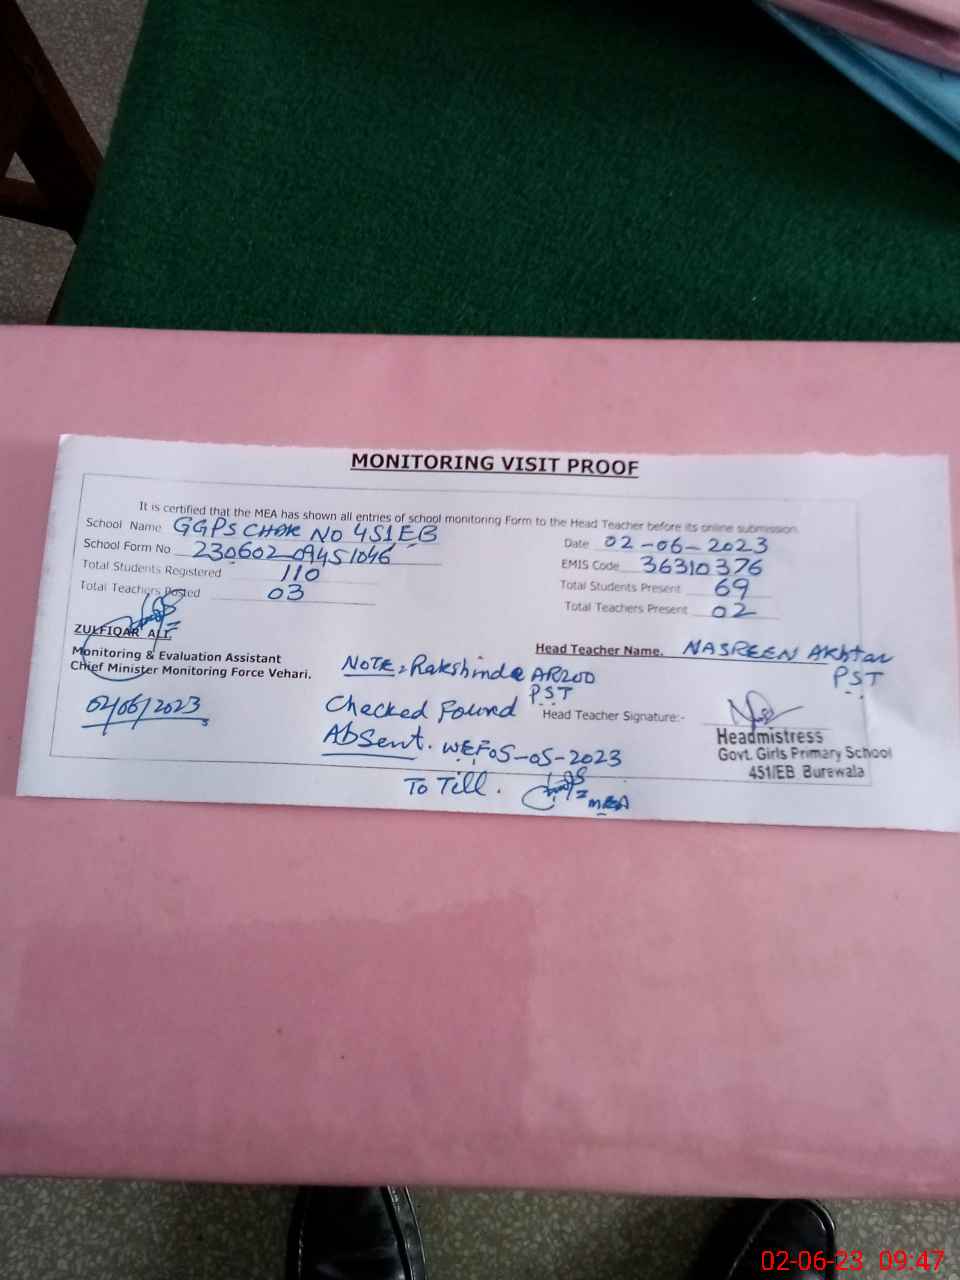 MONITORING VISIT PROOF
It is certified that the MEA has shown all entries of school monitoring Form to the Head Teacher before its online submission.
School Name GGPS CHAK NO 451EB
Date 02-06-2023
School Form No 230602 09451046
EMIS Code 36310376
Total Students Registered 110
Total Students Present 69
Total Teachers Posted 03
Total Teachers Present 02
ZULFIQAR ALI,
Monitoring & Evaluation Assistant
Chief Minister Monitoring Force Vehari.
02/06/2023
Head Teacher Name. NASREEN AKhtar
PST
NOTE: Rakshinda ARZOO
PST
Checked Found
Absent. WEF 05-05-2023
To Till.
MEA
Head Teacher Signature:-
Headmistress
Govt. Girls Primary School
451/EB Burewala
02-06-23 09:47